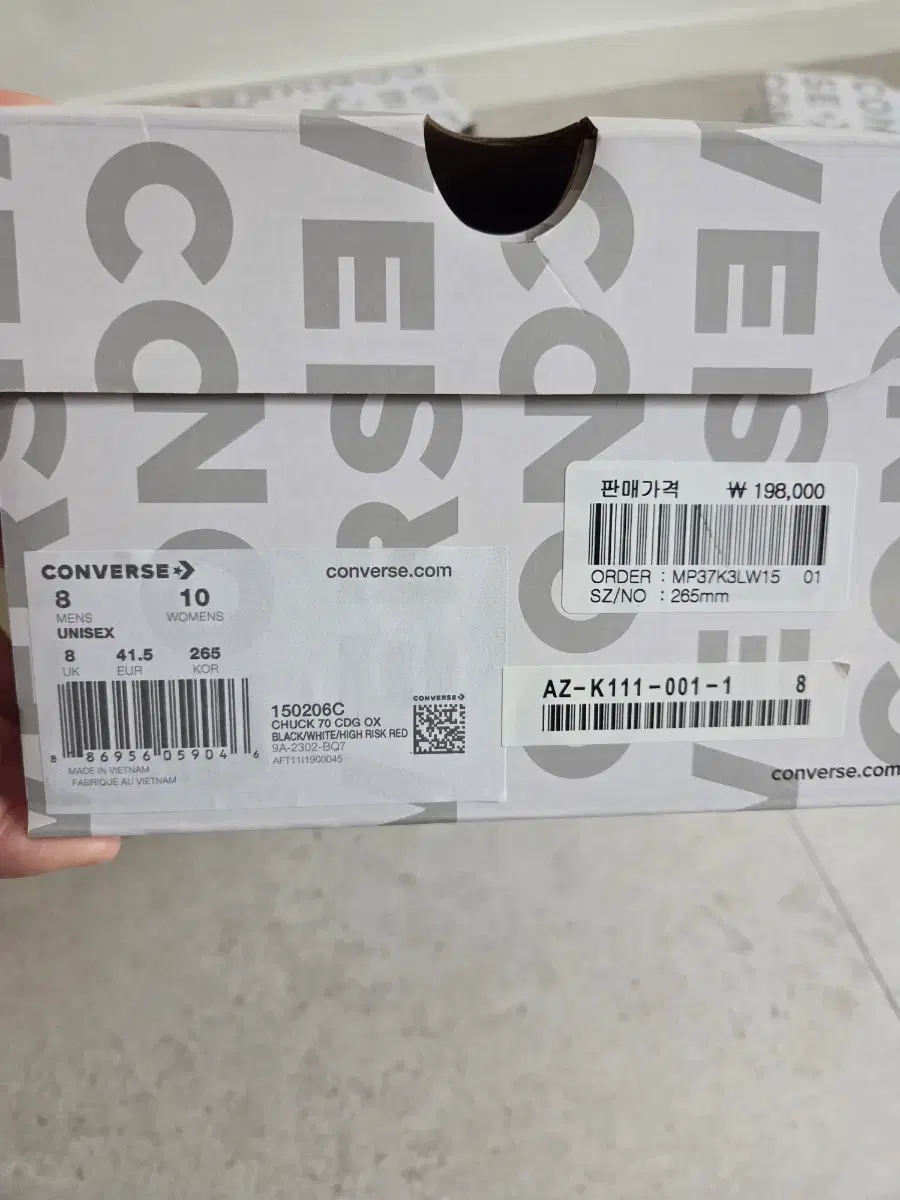 CONVERSE
CONVERSE
판매가격 ₩ 198,000
ORDER : MP37K3LW15 01
SZ/NO : 265mm
CONVERSE
converse.com
8 10
MENS WOMENS
UNISEX
8 41.5 265
UK EUR KOR
8 86956 05904 6
MADE IN VIETNAM
FABRIQUE AU VIETNAM
150206C
CHUCK 70 CDG OX
BLACK/WHITE/HIGH RISK RED
9A-2302-BQ7
AFT11I1900045
CONVERSE
AZ-K111-001-1 8
converse.com